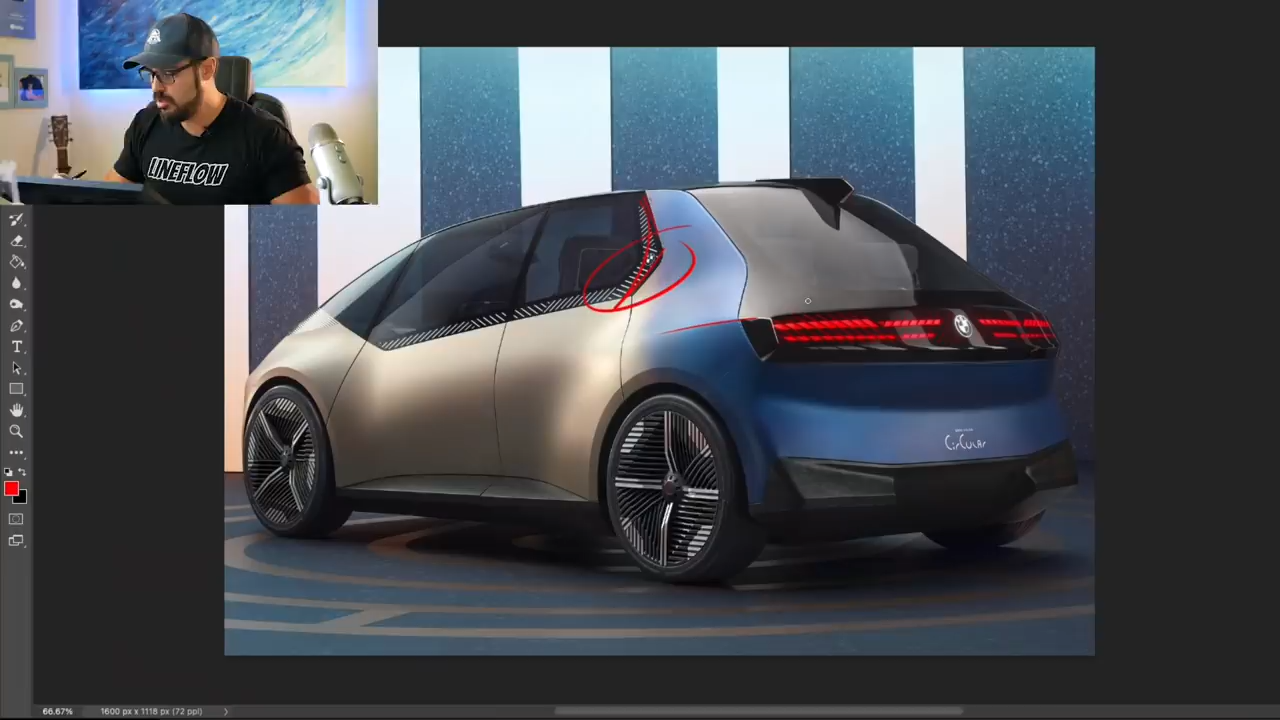 LINEFLOW
CirCular
66.67%
1600 px x 1118 px (72 ppi)